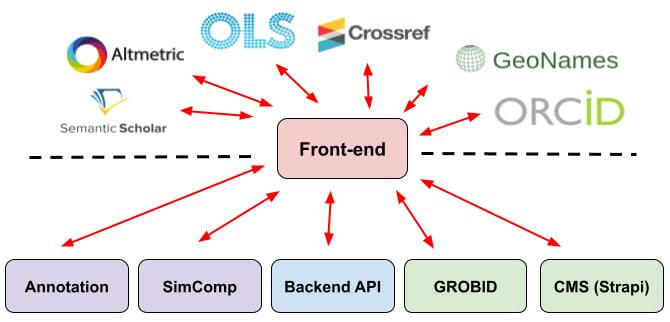 Altmetric
OLS
Crossref
GeoNames
Semantic Scholar
ORCID
Front-end
Annotation
SimComp
Backend API
GROBID
CMS (Strapi)